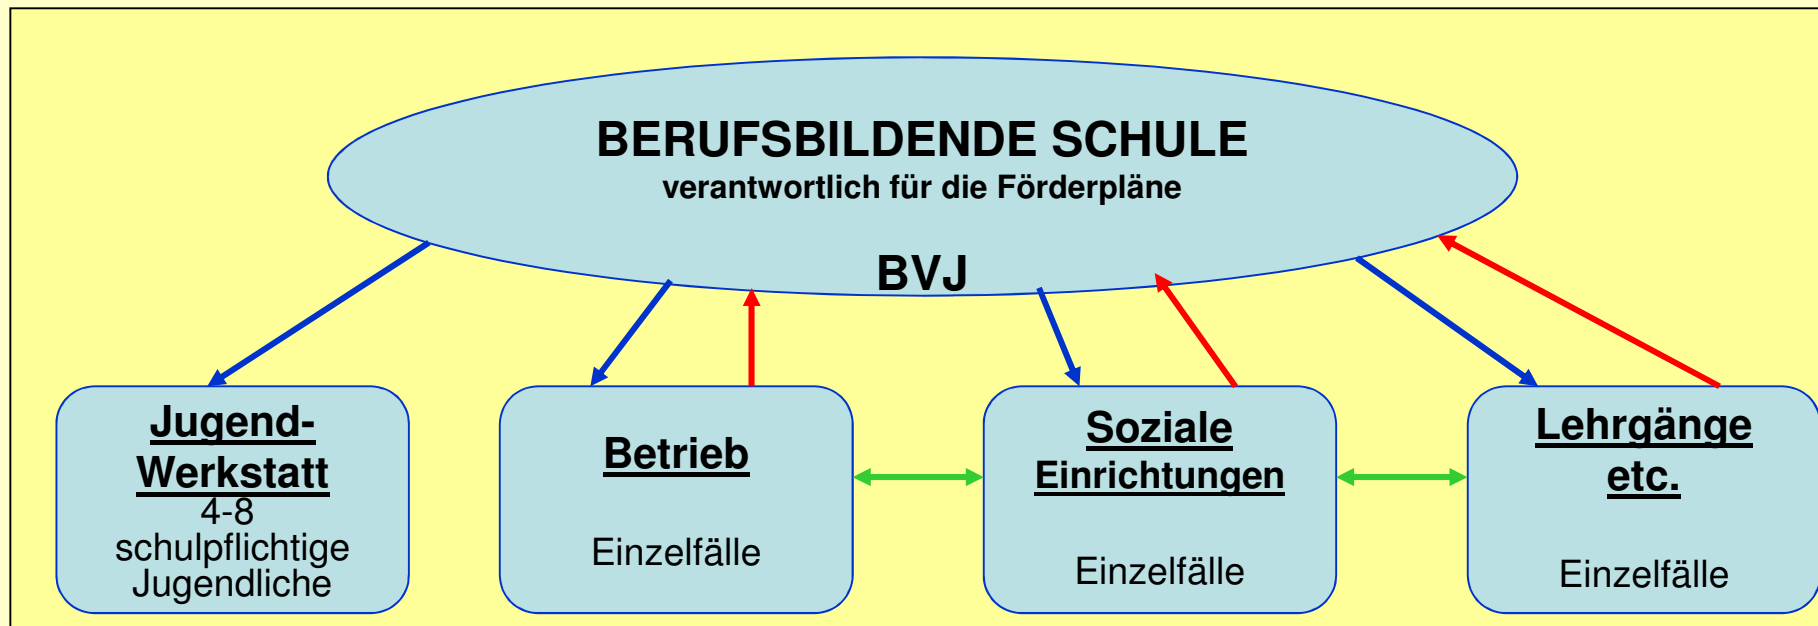 BERUFSBILDENDE SCHULE
verantwortlich für die Förderpläne
BVJ
Jugend-
Werkstatt
4-8
schulpflichtige
Jugendliche
Betrieb
Einzelfälle
Soziale
Einrichtungen
Einzelfälle
Lehrgänge
etc.
Einzelfälle